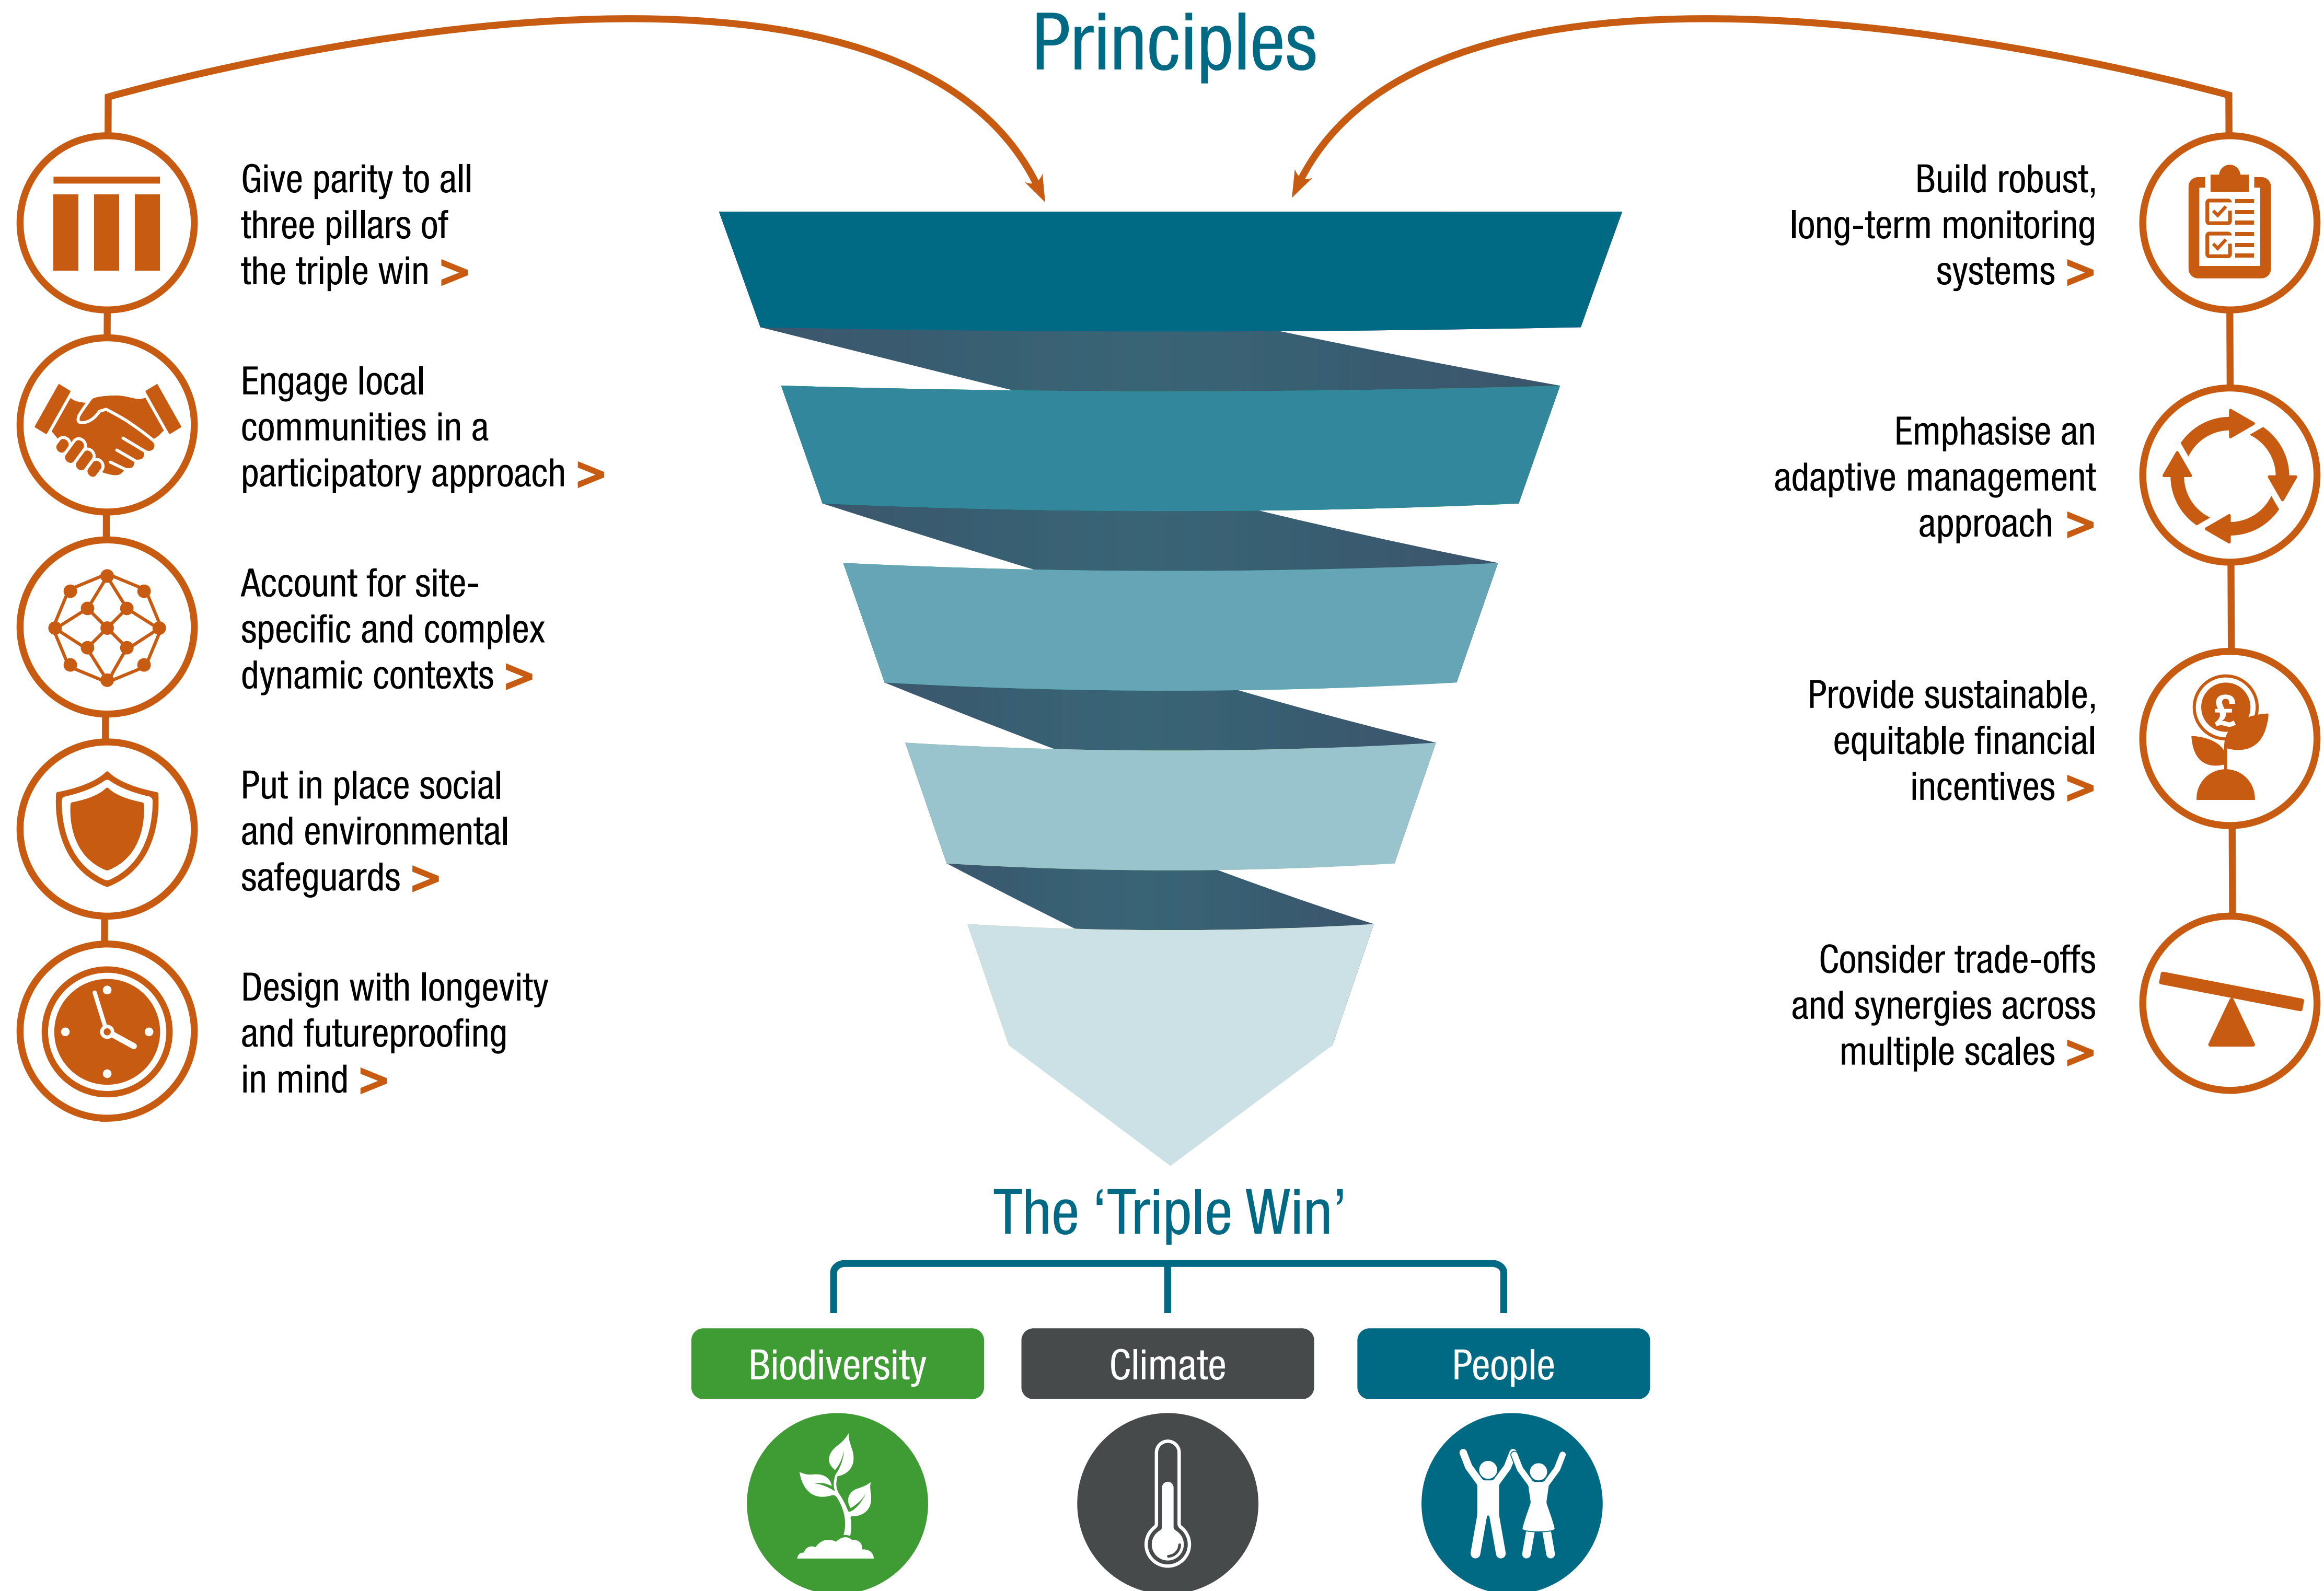 Principles
Give parity to all
three pillars of
the triple win >
Engage local
communities in a
participatory approach >
Account for site-
specific and complex
dynamic contexts >
Put in place social
and environmental
safeguards >
Design with longevity
and futureproofing
in mind >
Build robust,
long-term monitoring
systems >
Emphasise an
adaptive management
approach >
£
Provide sustainable,
equitable financial
incentives >
Consider trade-offs
and synergies across
multiple scales >
The ‘Triple Win’
Biodiversity
Climate
People